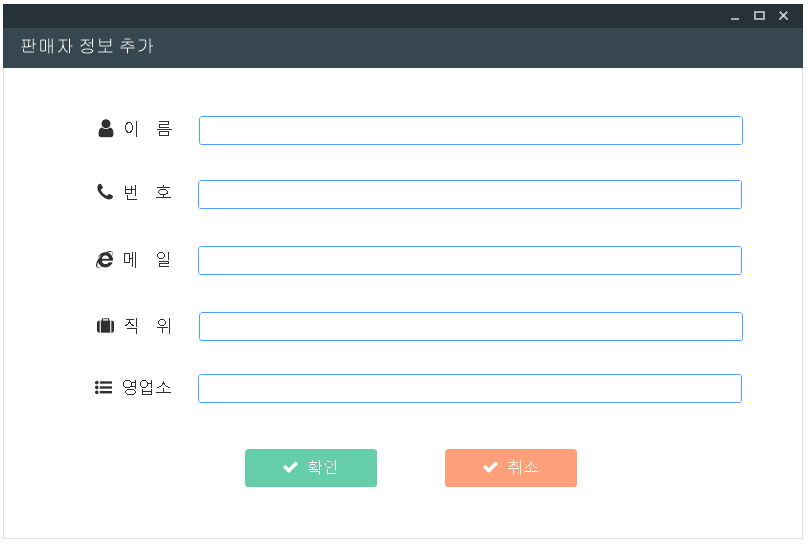 판매자 정보 추가
이 름
번 호
메 일
직 위
영업소
확인 취소